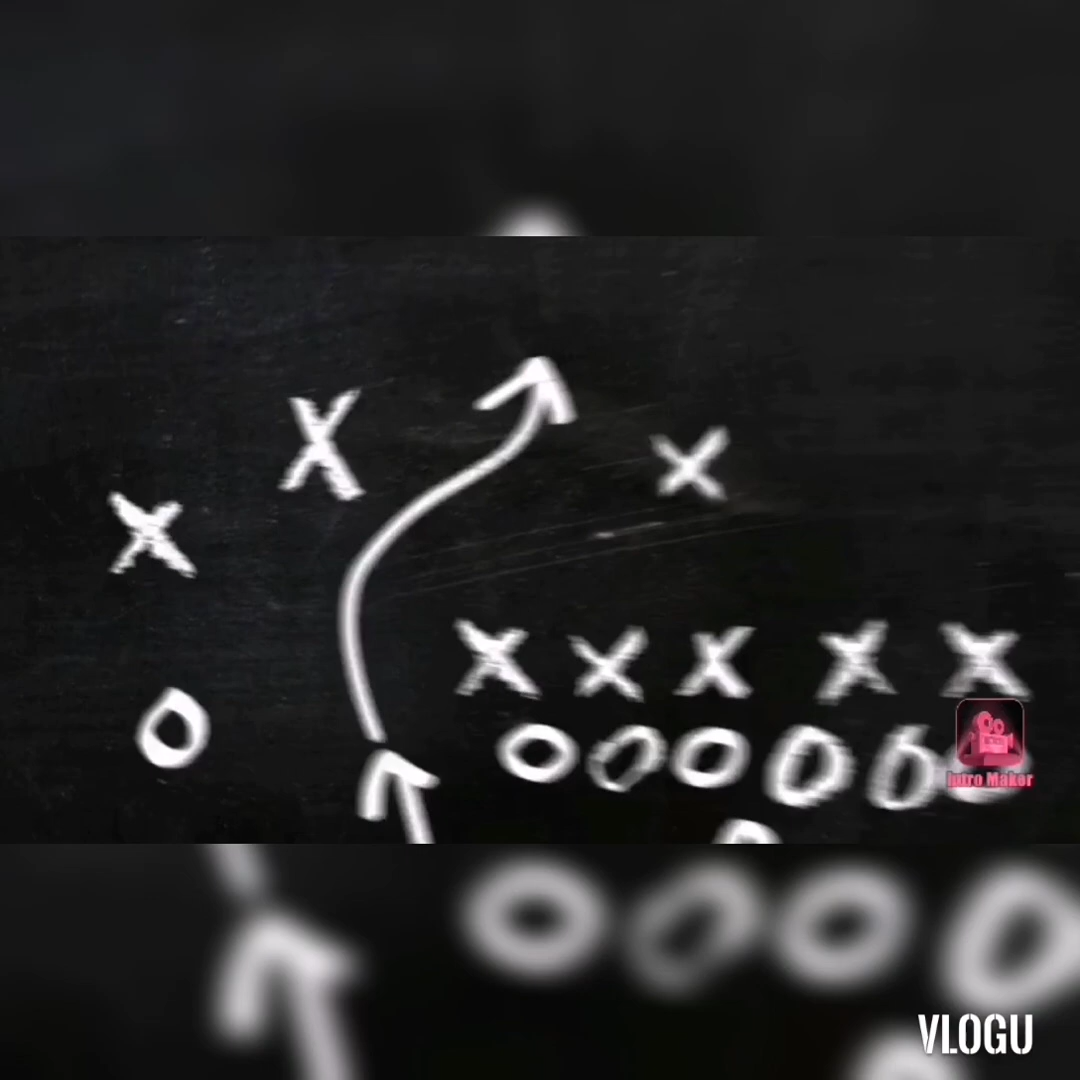 X
X
X
X X X X X
O
O O O O O
Intro Maker
VLOGU